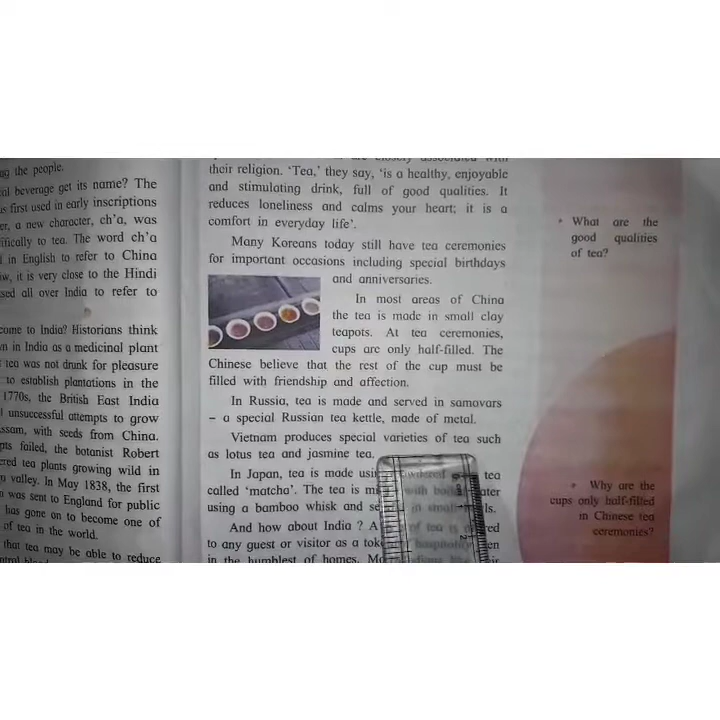 ng the people.
beverage get its name? The
s first used in early inscriptions
er, a new character, ch'a, was
ifically to tea. The word ch'a
in English to refer to China
w, it is very close to the Hindi
sed all over India to refer to
come to India? Historians think
n in India as a medicinal plant
tea was not drunk for pleasure
to establish plantations in the
1770s, the British East India
unsuccessful attempts to grow
ssam, with seeds from China.
pts failed, the botanist Robert
ered tea plants growing wild in
valley. In May 1838, the first
was sent to England for public
has gone on to become one of
of tea in the world.
that tea may be able to reduce
closely associated with
their religion. 'Tea,' they say, 'is a healthy, enjoyable
and stimulating drink, full of good qualities. It
reduces loneliness and calms your heart; it is a
comfort in everyday life'.
Many Koreans today still have tea ceremonies
for important occasions including special birthdays
and anniversaries.
In most areas of China
the tea is made in small clay
teapots. At tea ceremonies,
cups are only half-filled. The
Chinese believe that the rest of the cup must be
filled with friendship and affection.
In Russia, tea is made and served in samovars
– a special Russian tea kettle, made of metal.
Vietnam produces special varieties of tea such
as lotus tea and jasmine tea.
In Japan, tea is made using powdered tea
called 'matcha'. The tea is with
using a bamboo whisk and in small
And how about India ? A of tea is
to any guest or visitor as a token hospitality
in the humblest of homes.
* What are the
good qualities
of tea?
* Why are the
cups only half-filled
in Chinese tea
ceremonies?